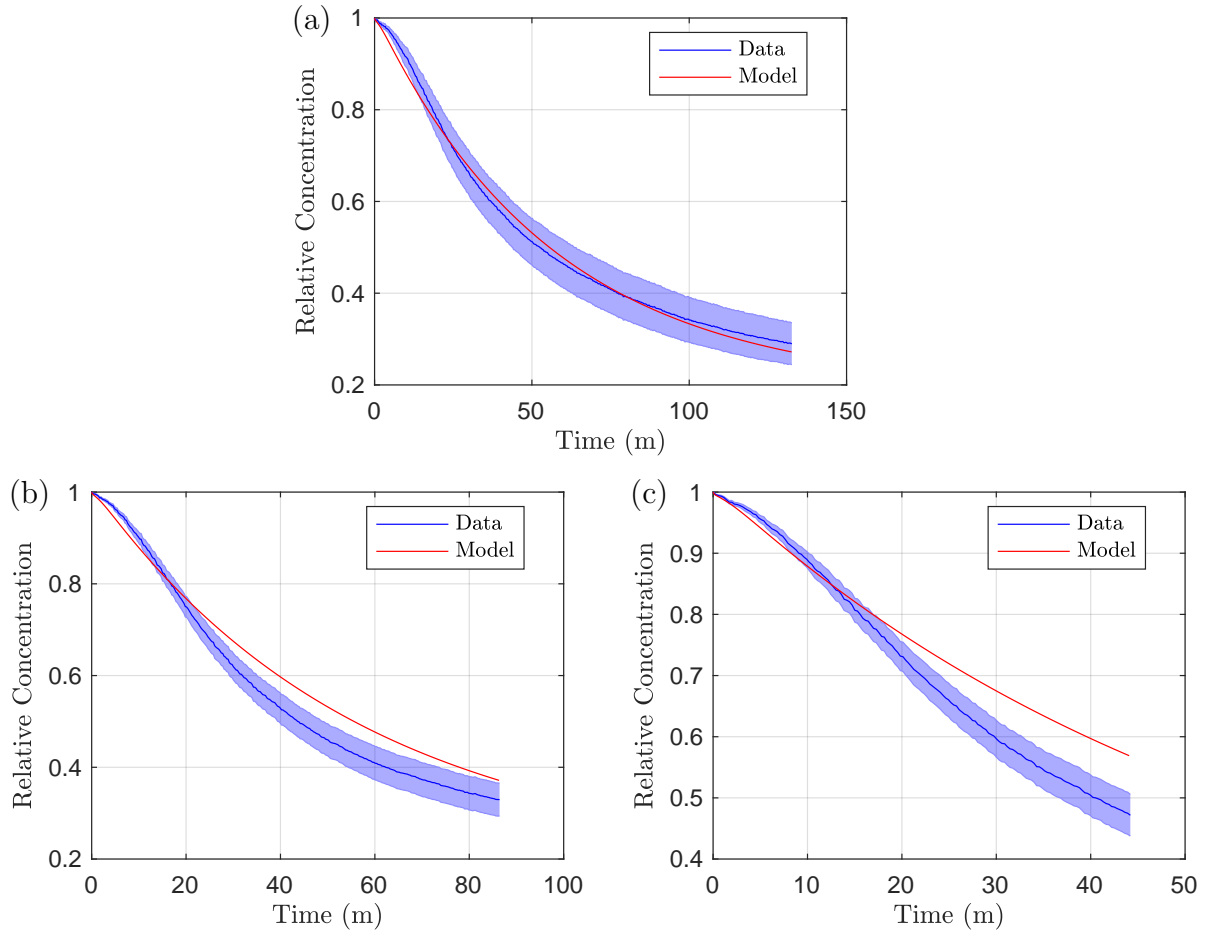 (a)
Relative Concentration
1
0.8
0.6
0.4
0.2
Data
Model
0 50 100 150
Time (m)
(b)
Relative Concentration
1
0.8
0.6
0.4
0.2
Data
Model
0 20 40 60 80 100
Time (m)
(c)
Relative Concentration
1
0.9
0.8
0.7
0.6
0.5
0.4
Data
Model
0 10 20 30 40 50
Time (m)